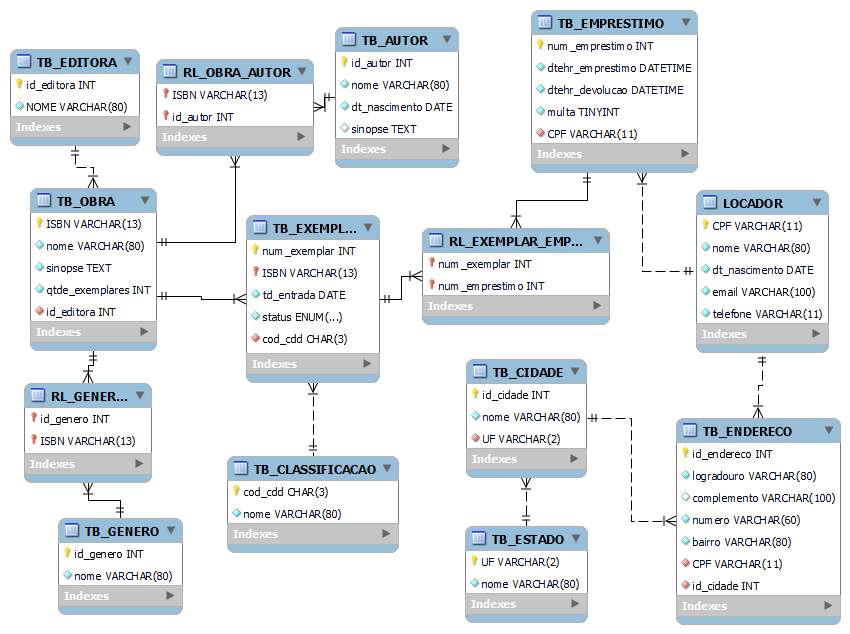 TB_EDITORA
id_editora INT
NOME VARCHAR(80)
Indexes
RL_OBRA_AUTOR
ISBN VARCHAR(13)
id_autor INT
Indexes
TB_AUTOR
id_autor INT
nome VARCHAR(80)
dt_nascimento DATE
sinopse TEXT
Indexes
TB_EMPRESTIMO
num_emprestimo INT
dtehr_emprestimo DATETIME
dtehr_devolucao DATETIME
multa TINYINT
CPF VARCHAR(11)
Indexes
TB_OBRA
ISBN VARCHAR(13)
nome VARCHAR(80)
sinopse TEXT
qtde_exemplares INT
id_editora INT
Indexes
TB_EXEMPL...
num_exemplar INT
ISBN VARCHAR(13)
td_entrada DATE
status ENUM(...)
cod_cdd CHAR(3)
Indexes
RL_EXEMPLAR_EMP...
num_exemplar INT
num_emprestimo INT
Indexes
LOCADOR
CPF VARCHAR(11)
nome VARCHAR(80)
dt_nascimento DATE
email VARCHAR(100)
telefone VARCHAR(11)
Indexes
RL_GENER...
id_genero INT
ISBN VARCHAR(13)
Indexes
TB_CLASSIFICACAO
cod_cdd CHAR(3)
nome VARCHAR(80)
Indexes
TB_CIDADE
id_cidade INT
nome VARCHAR(80)
UF VARCHAR(2)
Indexes
TB_ENDERECO
id_endereco INT
logradouro VARCHAR(80)
complemento VARCHAR(100)
numero VARCHAR(60)
bairro VARCHAR(80)
CPF VARCHAR(11)
id_cidade INT
Indexes
TB_GENERO
id_genero INT
nome VARCHAR(80)
Indexes
TB_ESTADO
UF VARCHAR(2)
nome VARCHAR(80)
Indexes